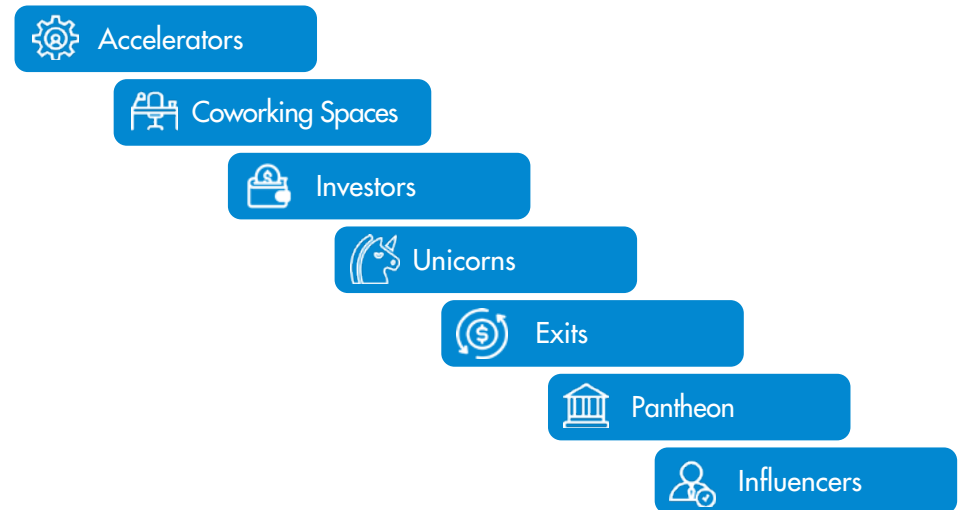 Accelerators
Coworking Spaces
Investors
Unicorns
Exits
Pantheon
Influencers